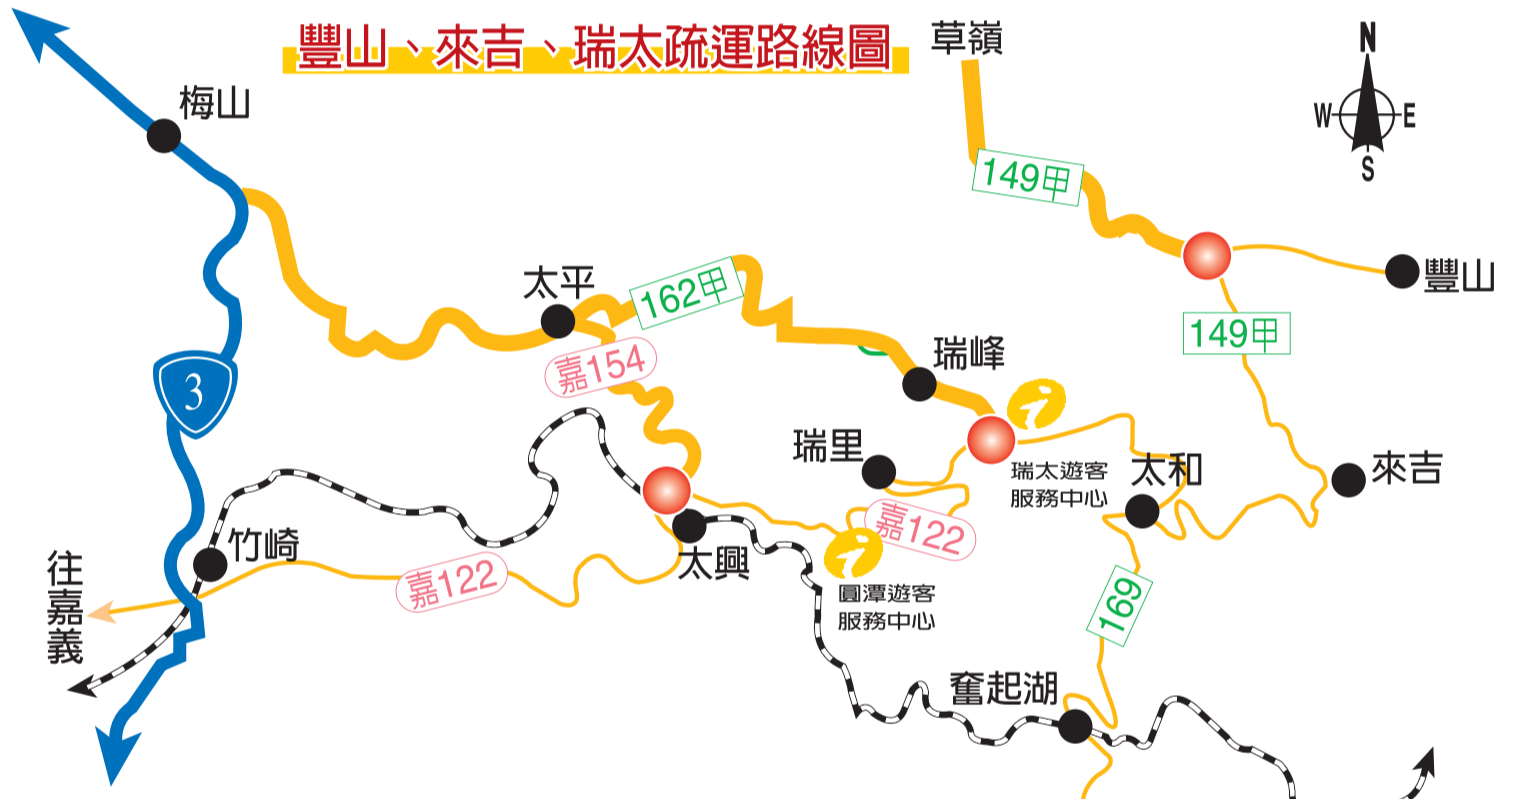 豐山、來吉、瑞太疏運路線圖
草嶺
N
W
E
S
梅山
149甲
豐山
太平
162甲
149甲
嘉154
瑞峰
3
瑞里
瑞太遊客
服務中心
太和
來吉
嘉122
竹崎
太興
往嘉義
嘉122
圓潭遊客
服務中心
169
奮起湖